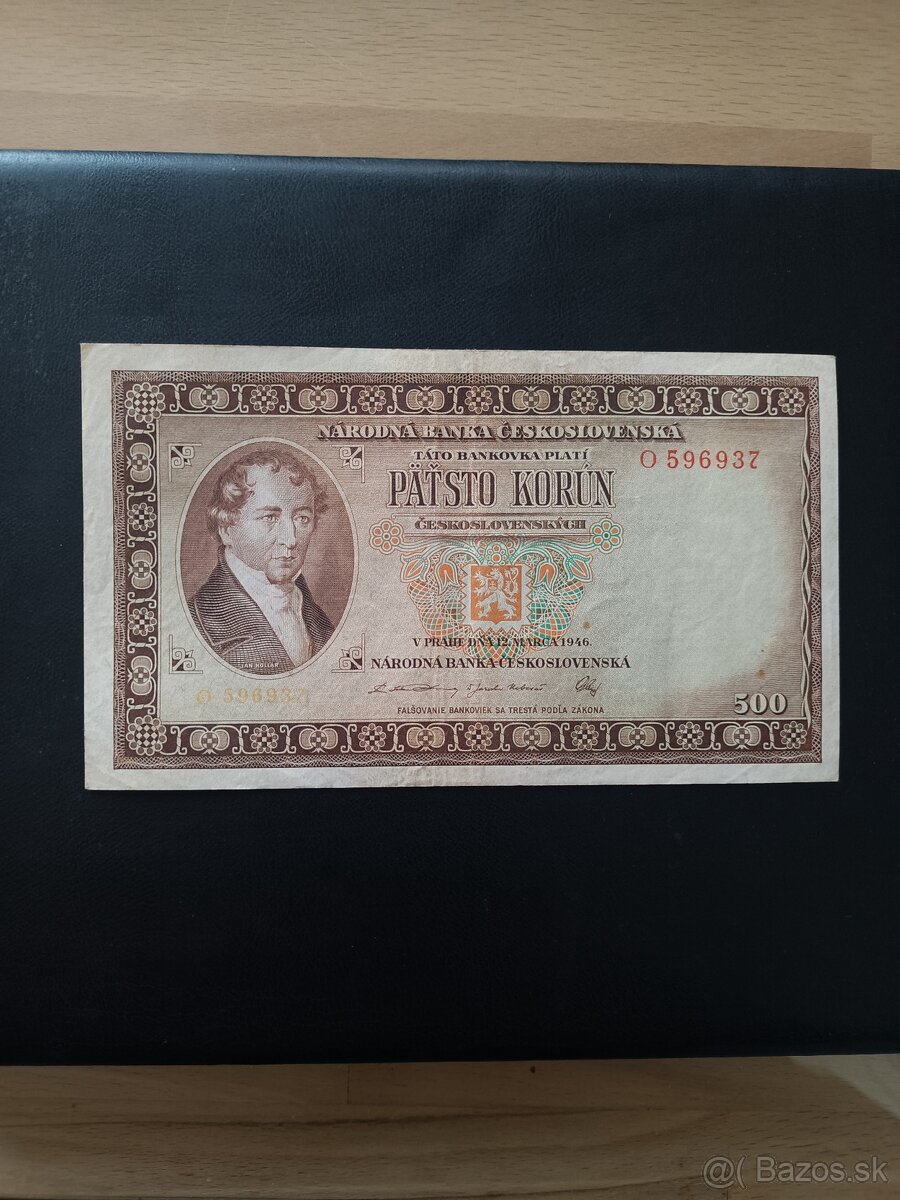 NÁRODNÁ BANKA ČESKOSLOVENSKÁ
TÁTO BANKOVKA PLATÍ
O 596937
PÄŤSTO KORÚN
ČESKOSLOVENSKÝCH
V PRAHE DŇA 12. MARCA 1946.
NÁRODNÁ BANKA ČESKOSLOVENSKÁ
JÁN KOLLÁR
O 596937
500
FALŠOVANIE BANKOVIEK SA TRESTÁ PODĽA ZÁKONA
@( Bazos.sk